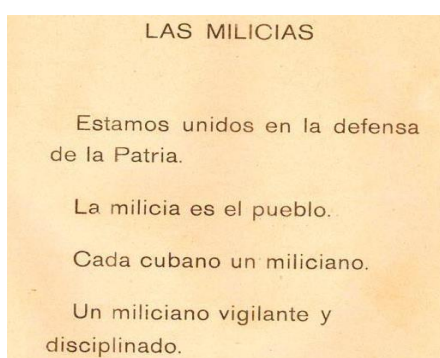 LAS MILICIAS
Estamos unidos en la defensa
de la Patria.
La milicia es el pueblo.
Cada cubano un miliciano.
Un miliciano vigilante y
disciplinado.